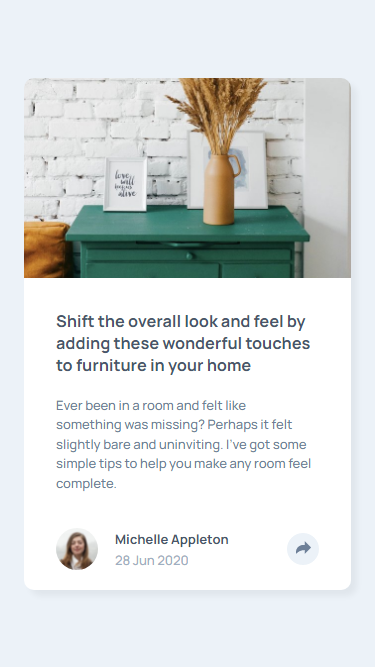 love
will
begins
alive
Shift the overall look and feel by
adding these wonderful touches
to furniture in your home
Ever been in a room and felt like
something was missing? Perhaps it felt
slightly bare and uninviting. I've got some
simple tips to help you make any room feel
complete.
Michelle Appleton
28 Jun 2020